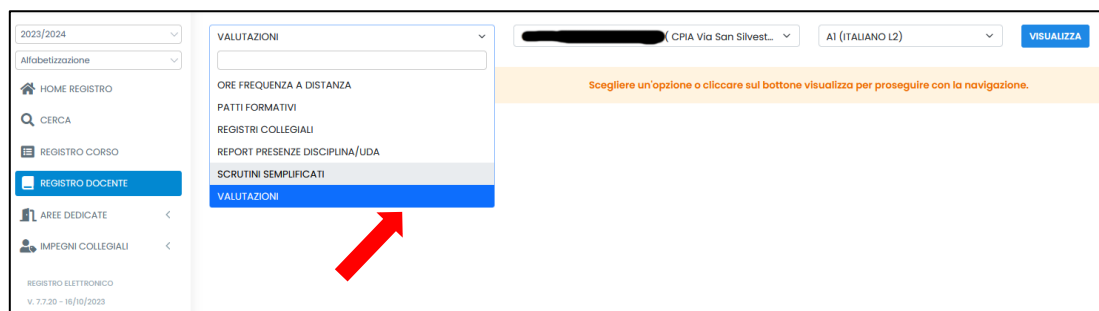 2023/2024
Alfabetizzazione
HOME REGISTRO
CERCA
REGISTRO CORSO
REGISTRO DOCENTE
AREE DEDICATE
IMPEGNI COLLEGIALI
REGISTRO ELETTRONICO
V. 7.7.20 - 16/10/2023
VALUTAZIONI
ORE FREQUENZA A DISTANZA
PATTI FORMATIVI
REGISTRI COLLEGIALI
REPORT PRESENZE DISCIPLINA/UDA
SCRUTINI SEMPLIFICATI
VALUTAZIONI
( CPIA Via San Silvest...
A1 (ITALIANO L2)
VISUALIZZA
Scegliere un'opzione o cliccare sul bottone visualizza per proseguire con la navigazione.